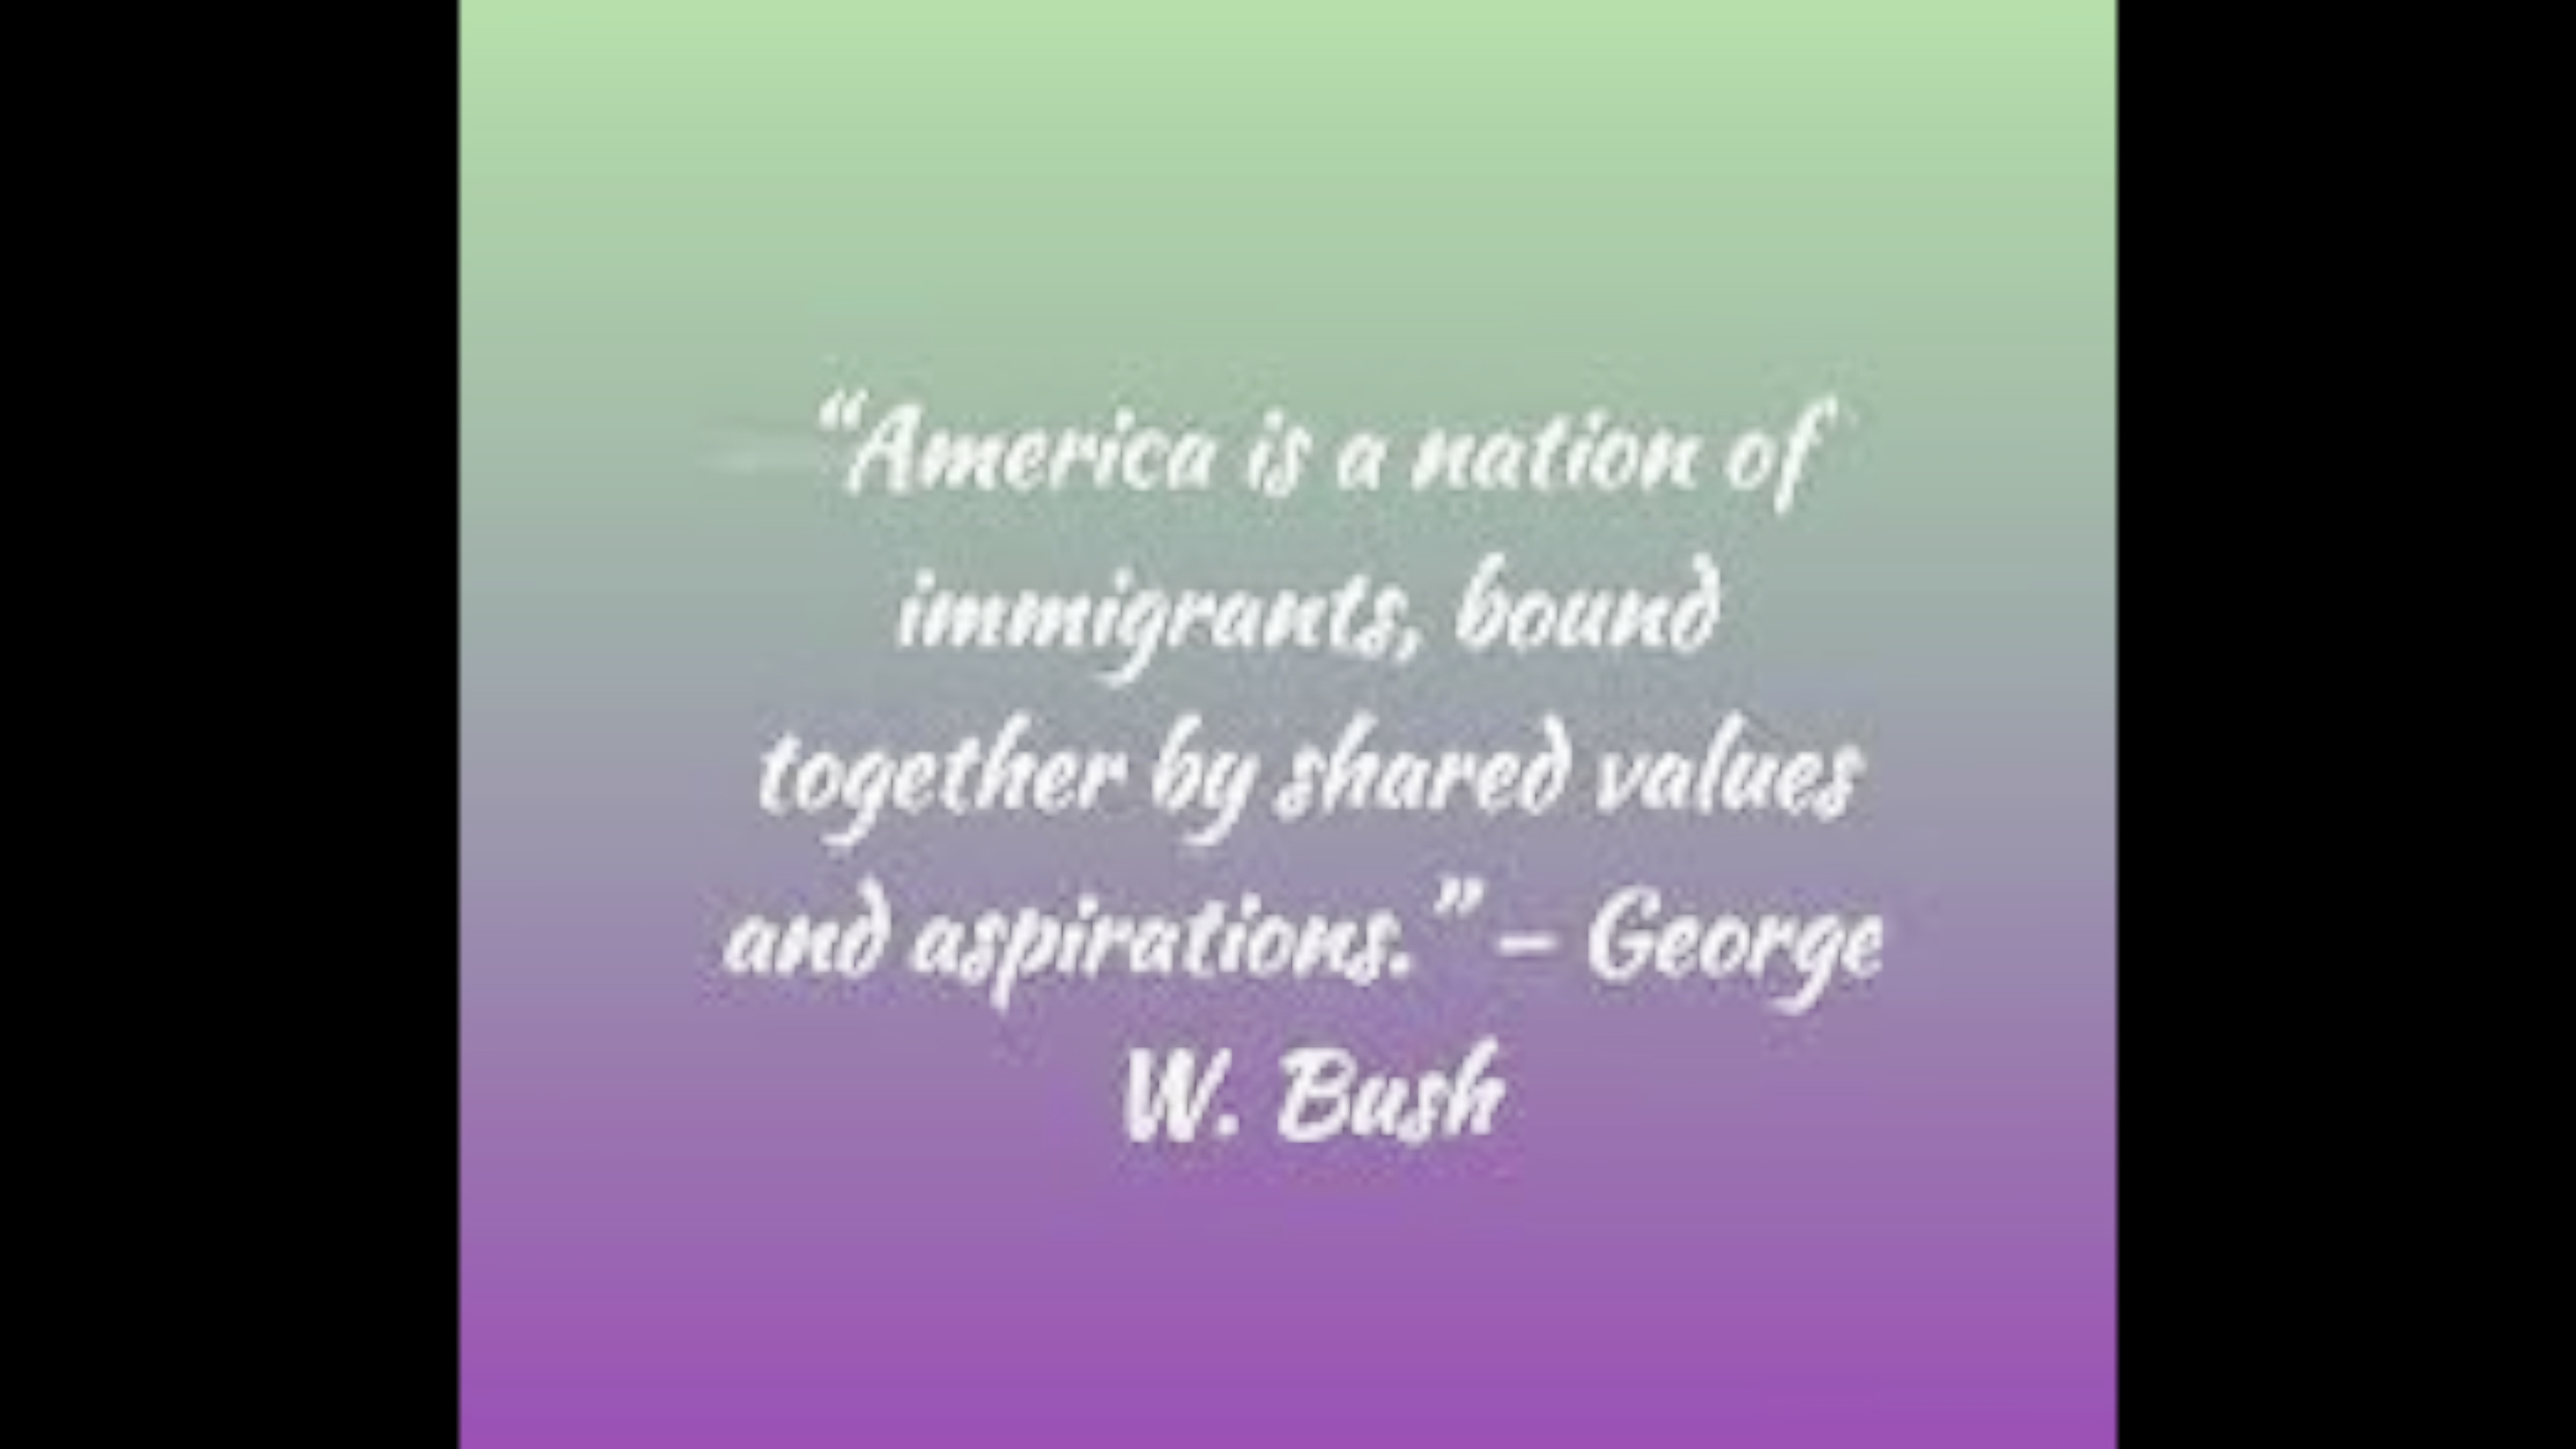 “America is a nation of
immigrants, bound
together by shared values
and aspirations.” – George
W. Bush